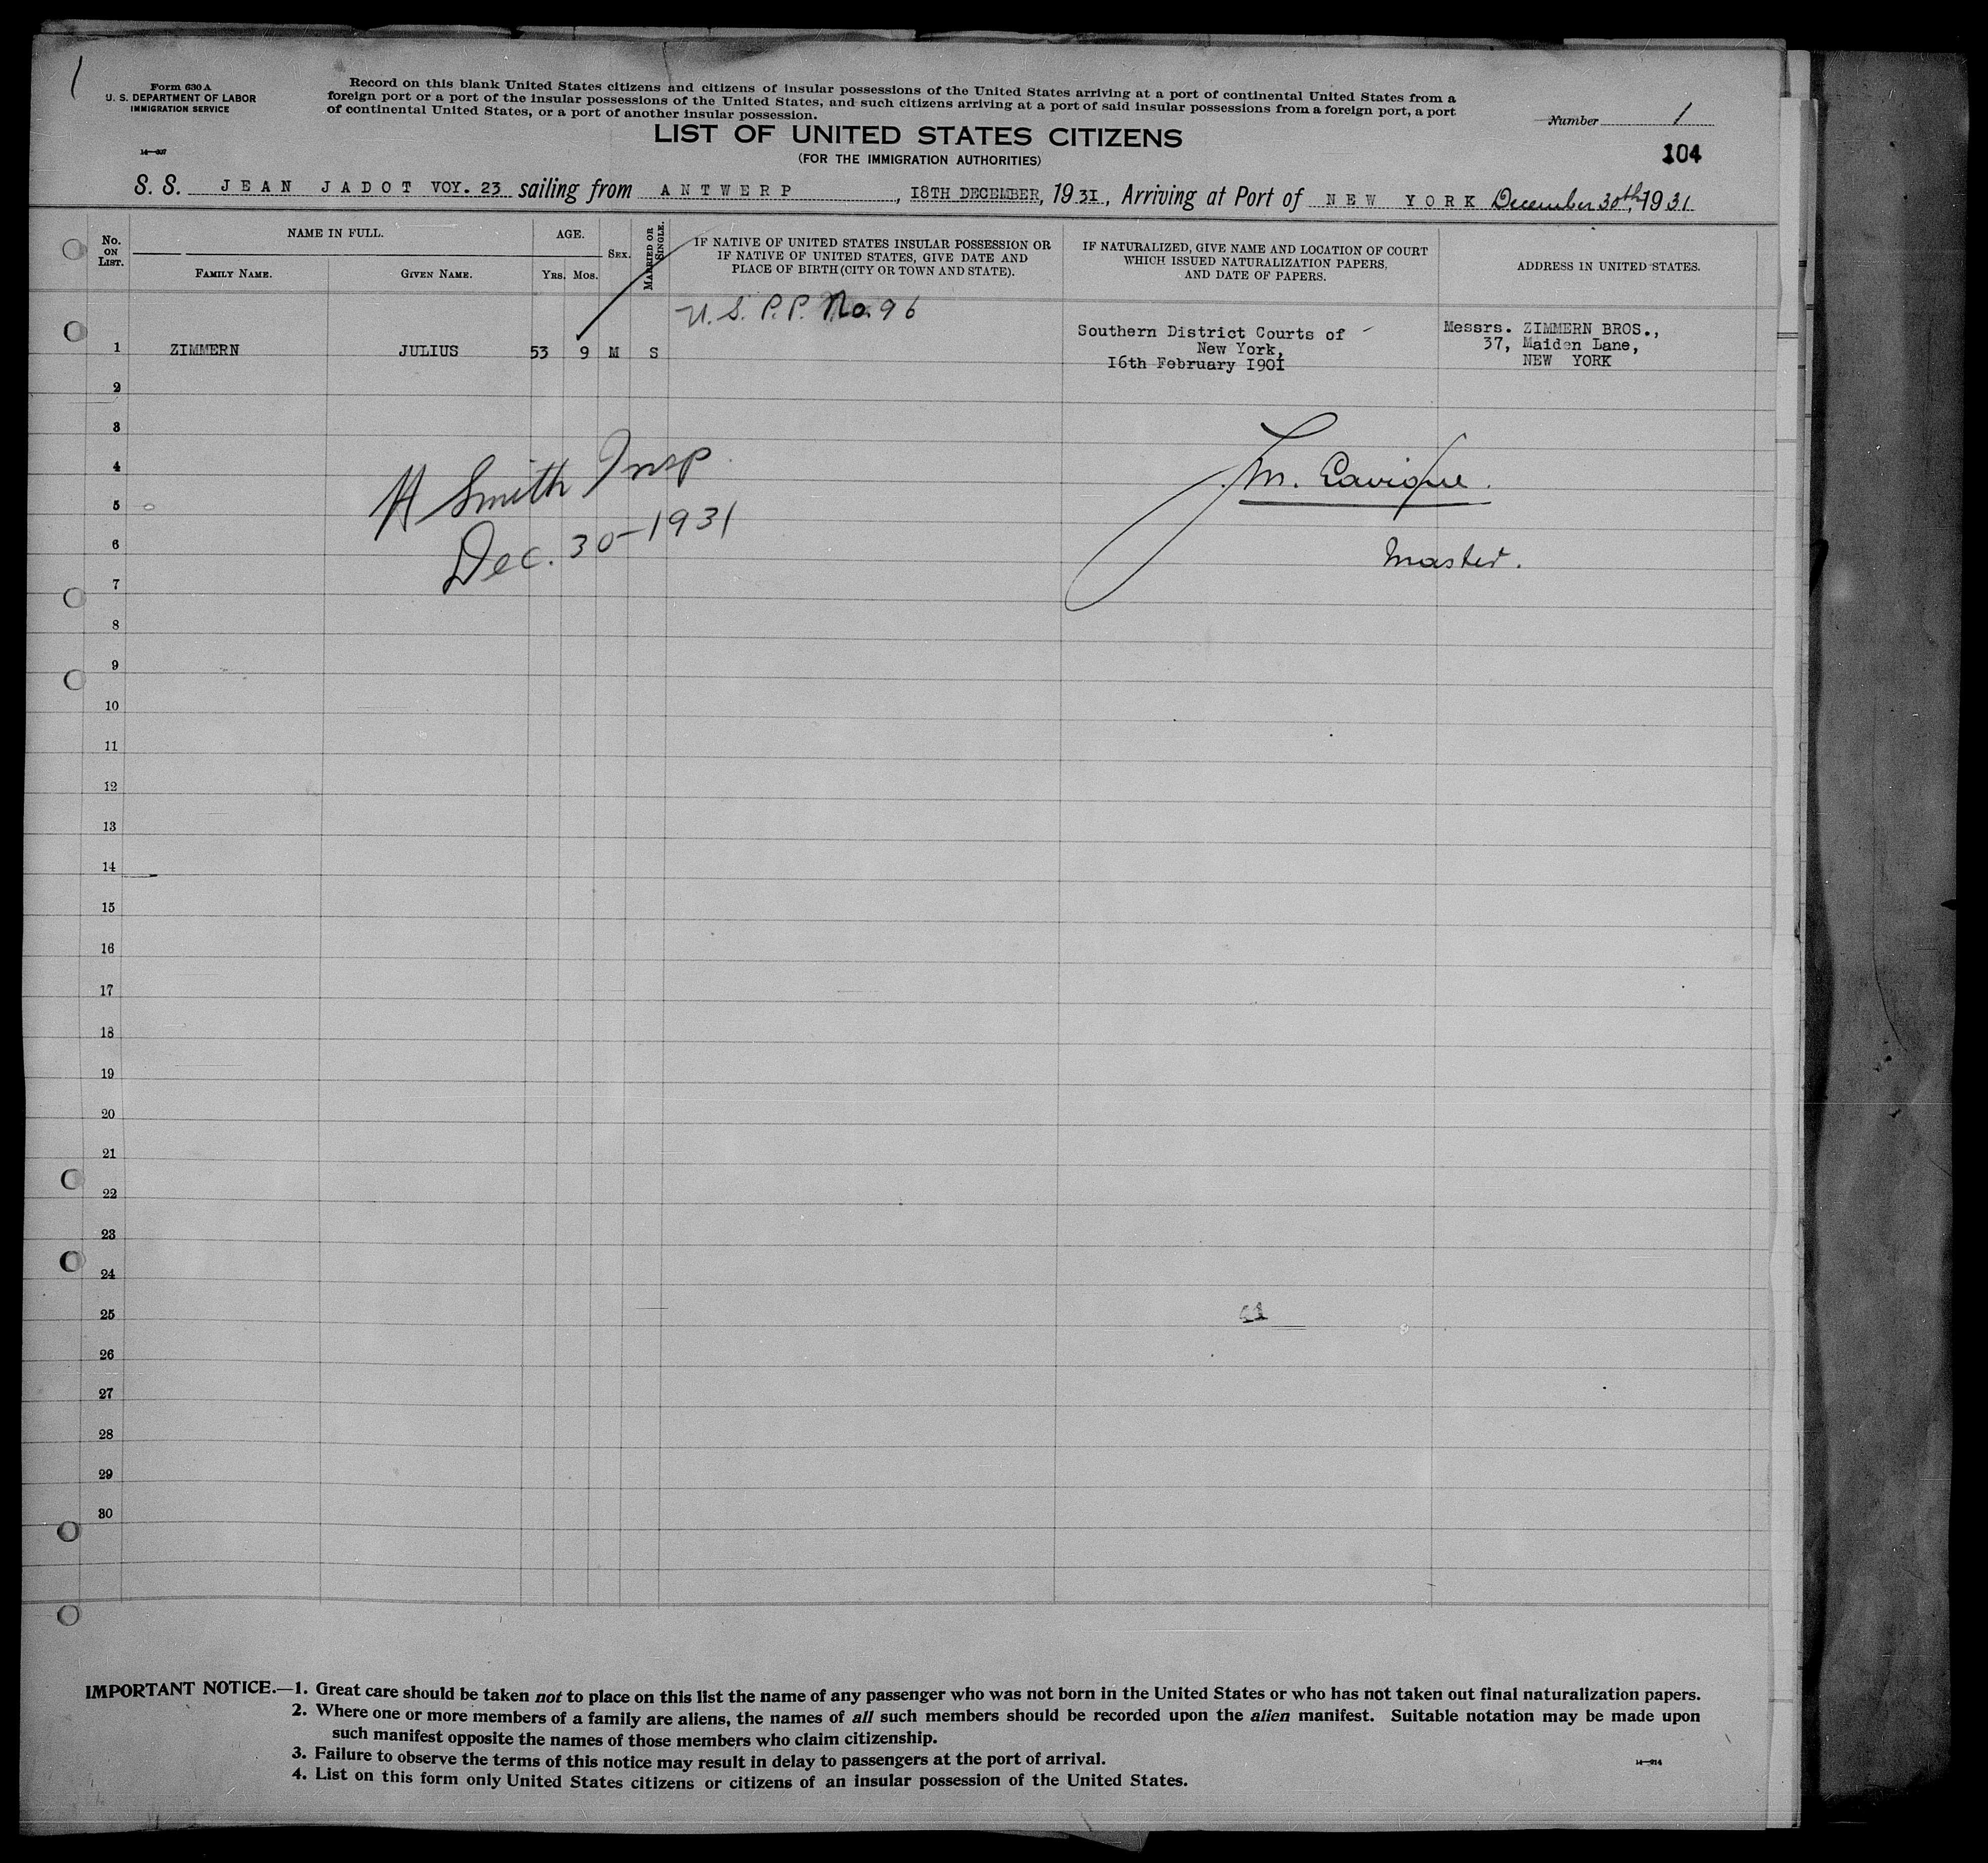 1
Form 630 A
U. S. DEPARTMENT OF LABOR
IMMIGRATION SERVICE
14—307
Record on this blank United States citizens and citizens of insular possessions of the United States arriving at a port of continental United States from a
foreign port or a port of the insular possessions of the United States, and such citizens arriving at a port of said insular possessions from a foreign port, a port
of continental United States, or a port of another insular possession.
Number 1
LIST OF UNITED STATES CITIZENS
(FOR THE IMMIGRATION AUTHORITIES)
104
S. S. JEAN JADOT VOY. 23 sailing from ANTWERP, I8TH DECEMBER, 1931, Arriving at Port of NEW YORK December 30th, 1931
No. ON LIST.
NAME IN FULL.
FAMILY NAME.
GIVEN NAME.
AGE.
YRS. MOS.
SEX.
MARRIED OR SINGLE.
IF NATIVE OF UNITED STATES INSULAR POSSESSION OR
IF NATIVE OF UNITED STATES, GIVE DATE AND
PLACE OF BIRTH (CITY OR TOWN AND STATE).
IF NATURALIZED, GIVE NAME AND LOCATION OF COURT
WHICH ISSUED NATURALIZATION PAPERS,
AND DATE OF PAPERS.
ADDRESS IN UNITED STATES.
U. S. P.P. No. 96
1 ZIMMERN JULIUS 53 9 M S
Southern District Courts of
New York,
I6th February I90I
Messrs. ZIMMERN BROS.,
37, Maiden Lane,
NEW YORK
2
3
4
5
6
7
H Smith Insp
Dec. 30-1931
Master.
8
9
10
11
12
13
14
15
16
17
18
19
20
21
22
23
24
25
26
27
28
29
30
IMPORTANT NOTICE.—1. Great care should be taken not to place on this list the name of any passenger who was not born in the United States or who has not taken out final naturalization papers.
2. Where one or more members of a family are aliens, the names of all such members should be recorded upon the alien manifest. Suitable notation may be made upon
such manifest opposite the names of those members who claim citizenship.
3. Failure to observe the terms of this notice may result in delay to passengers at the port of arrival.
4. List on this form only United States citizens or citizens of an insular possession of the United States.